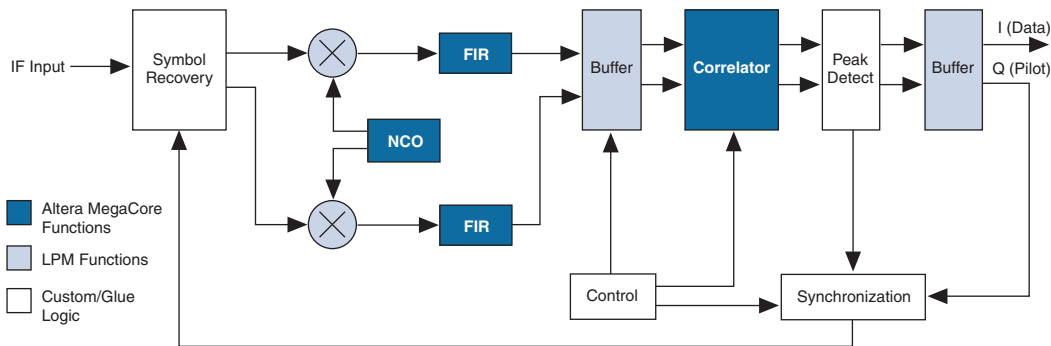 IF Input
Symbol
Recovery
FIR
NCO
FIR
Buffer
Correlator
Peak
Detect
Buffer
I (Data)
Q (Pilot)
Control
Synchronization
Altera MegaCore
Functions
LPM Functions
Custom/Glue
Logic